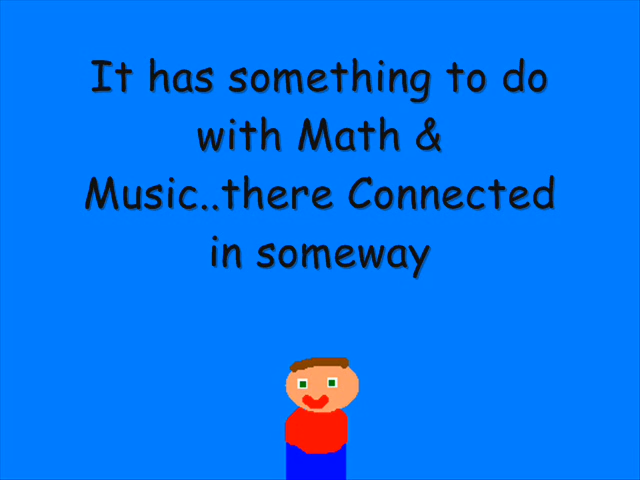 It has something to do
with Math &
Music..there Connected
in someway